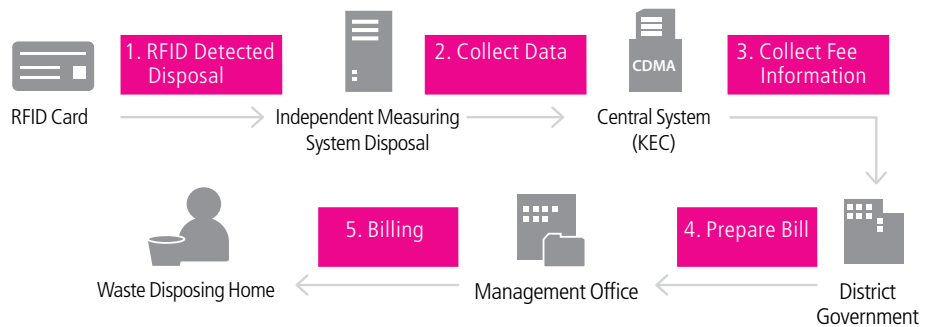 1. RFID Detected
Disposal
2. Collect Data
CDMA
3. Collect Fee
Information
RFID Card
Independent Measuring
System Disposal
Central System
(KEC)
5. Billing
4. Prepare Bill
Waste Disposing Home
Management Office
District
Government